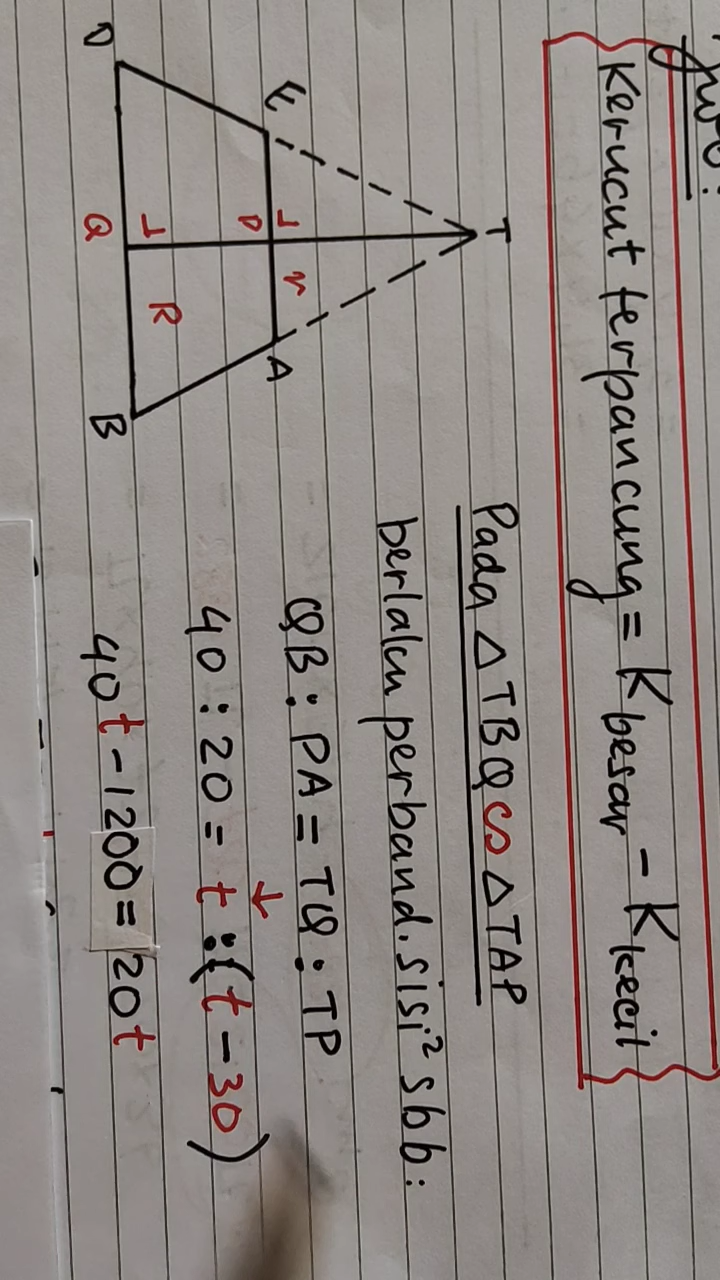 Kerucut terpancung = K besar - K kecil
Pada △TBQ ∽ △TAP
berlaku perband. sisi² sbb:
QB : PA = TQ : TP
40 : 20 = t : (t - 30)
40t - 1200 = 20t
T
E
P
r
A
D
Q
R
B